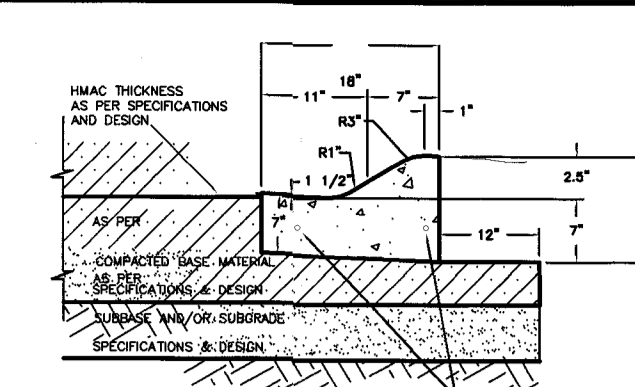 HMAC THICKNESS
AS PER SPECIFICATIONS
AND DESIGN
18"
11"
7"
1"
R3"
R1"
1 1/2"
2.5"
7"
AS PER
7"
12"
COMPACTED BASE MATERIAL
AS PER
SPECIFICATIONS & DESIGN
SUBBASE AND/OR SUBGRADE
SPECIFICATIONS & DESIGN